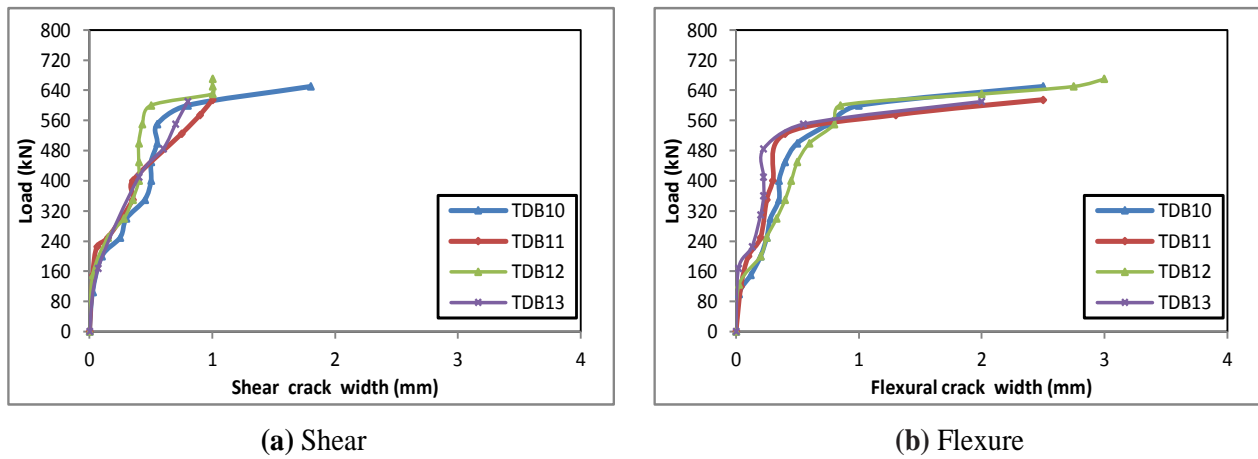 800
720
640
560
480
400
320
240
160
80
0
Load (kN)
0 1 2 3 4
Shear crack width (mm)
TDB10
TDB11
TDB12
TDB13
(a) Shear
800
720
640
560
480
400
320
240
160
80
0
Load (kN)
0 1 2 3 4
Flexural crack width (mm)
TDB10
TDB11
TDB12
TDB13
(b) Flexure